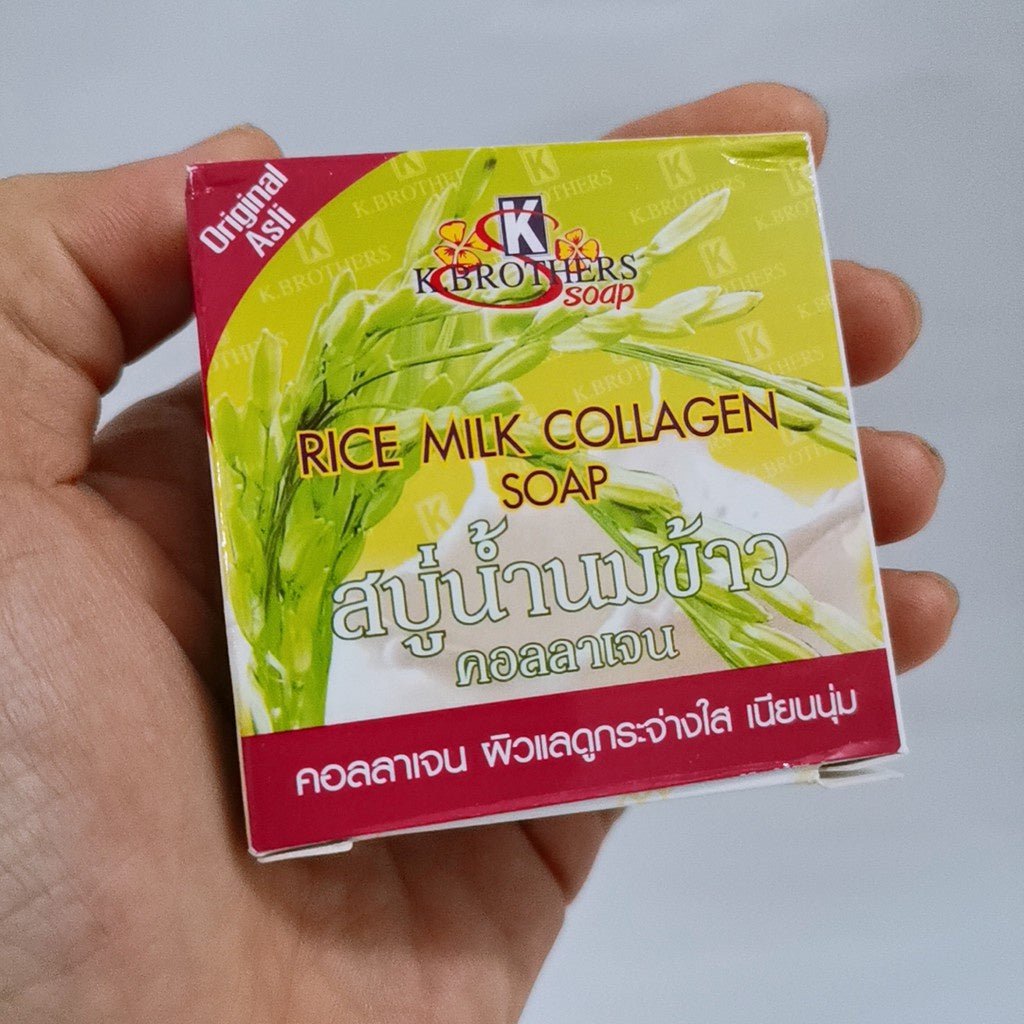 Original
Asli
K
K.BROTHERS
soap
RICE MILK COLLAGEN
SOAP
สบู่น้ำนมข้าว
คอลลาเจน
คอลลาเจน ผิวแลดูกระจ่างใส เนียนนุ่ม